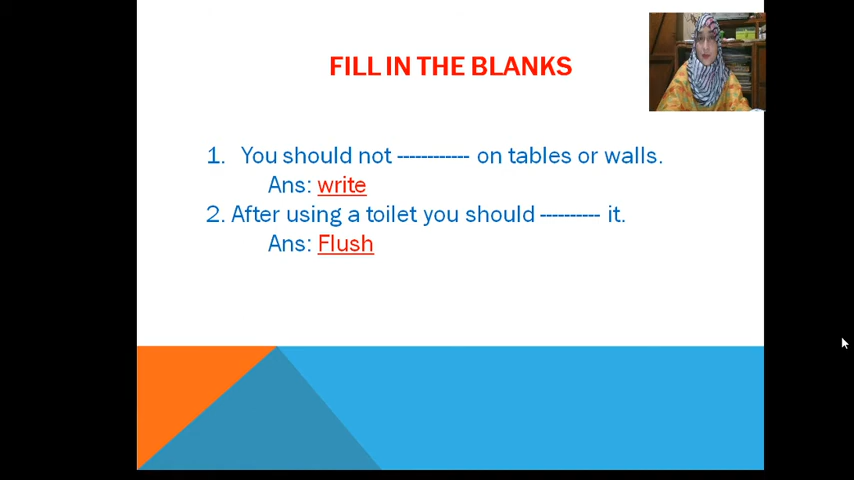 FILL IN THE BLANKS
1. You should not ------------ on tables or walls.
Ans: write
2. After using a toilet you should ---------- it.
Ans: Flush